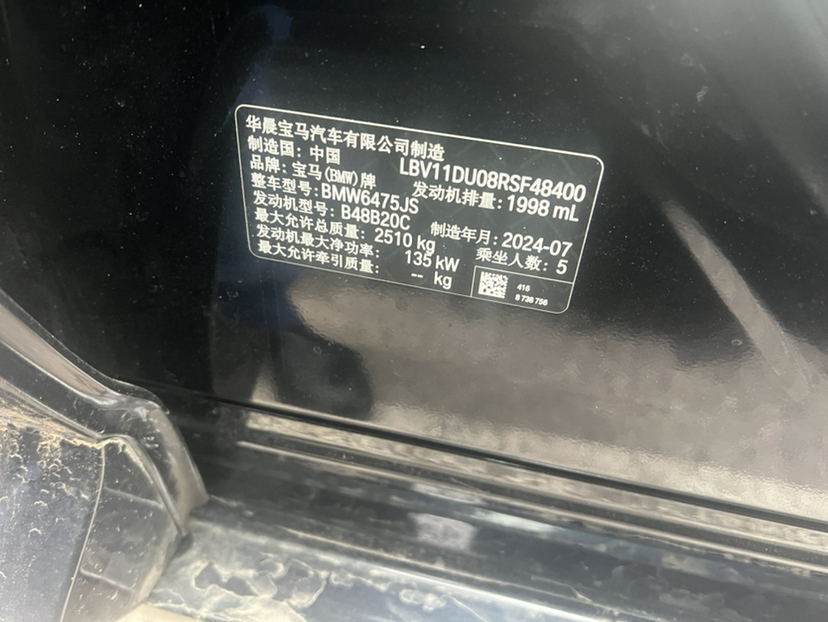 华晨宝马汽车有限公司制造
制造国：中国 LBV11DU08RSF48400
品牌：宝马(BMW)牌 发动机排量：1998 mL
整车型号：BMW6475JS
发动机型号：B48B20C 制造年月：2024-07
最大允许总质量：2510 kg 乘坐人数：5
发动机最大净功率：135 kW
最大允许牵引质量：-- kg
416
8 738 756